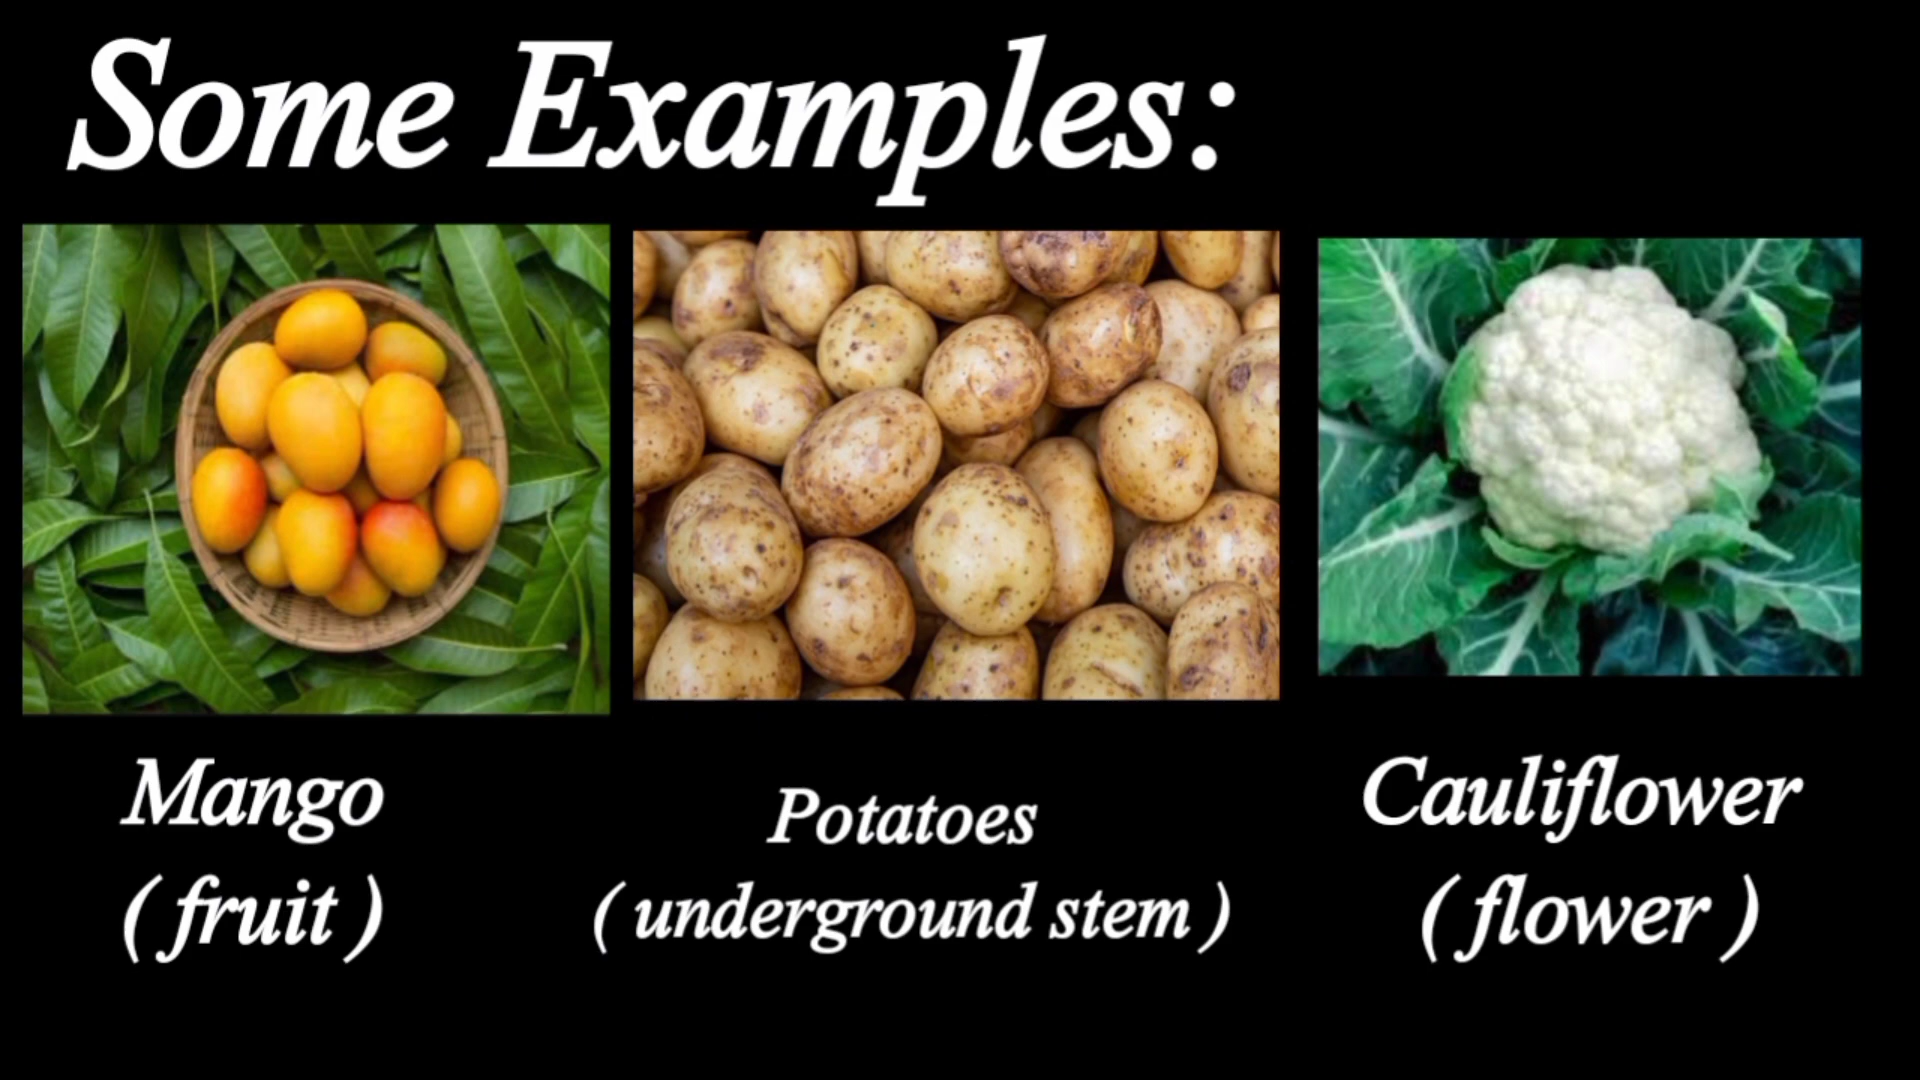 Some Examples:
Mango
( fruit )
Potatoes
( underground stem )
Cauliflower
( flower )